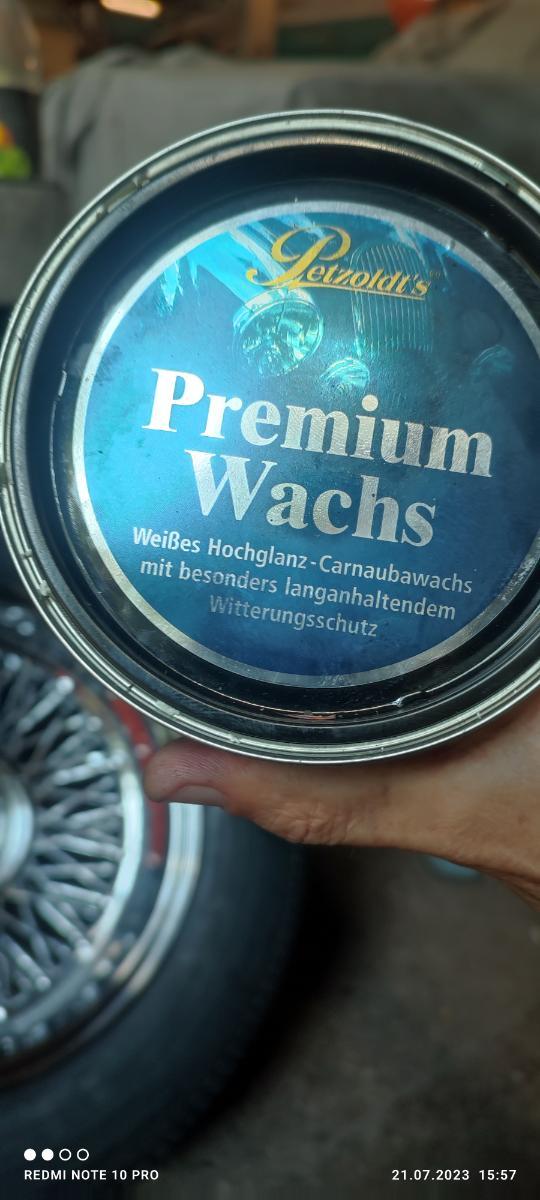 Petzoldt's
Premium
Wachs
Weißes Hochglanz-Carnaubawachs
mit besonders langanhaltendem
Witterungsschutz
REDMI NOTE 10 PRO
21.07.2023 15:57